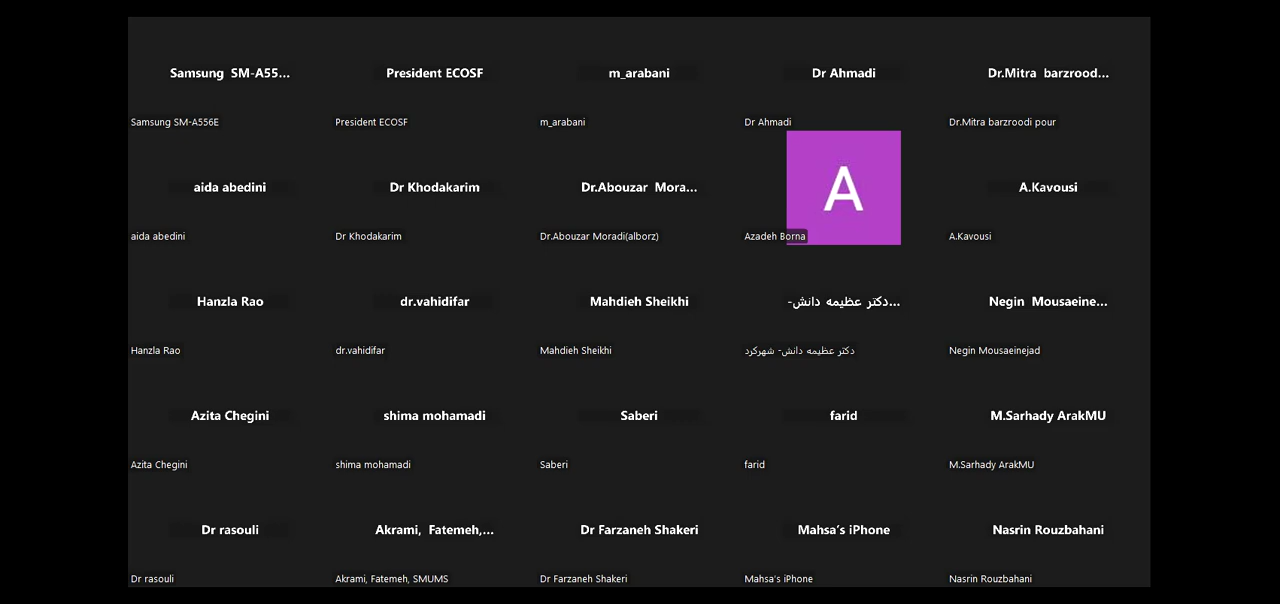 Samsung SM-A55... President ECOSF m_arabani Dr Ahmadi Dr.Mitra barzrood...
Samsung SM-A556E President ECOSF m_arabani Dr Ahmadi Dr.Mitra barzroodi pour
aida abedini Dr Khodakarim Dr.Abouzar Mora... A A.Kavousi
aida abedini Dr Khodakarim Dr.Abouzar Moradi(alborz) Azadeh Borna A.Kavousi
Hanzla Rao dr.vahidifar Mahdieh Sheikhi دکتر عظیمه دانش-... Negin Mousaeine...
Hanzla Rao dr.vahidifar Mahdieh Sheikhi دکتر عظیمه دانش- شهرکرد Negin Mousaeinejad
Azita Chegini shima mohamadi Saberi farid M.Sarhady ArakMU
Azita Chegini shima mohamadi Saberi farid M.Sarhady ArakMU
Dr rasouli Akrami, Fatemeh,... Dr Farzaneh Shakeri Mahsa's iPhone Nasrin Rouzbahani
Dr rasouli Akrami, Fatemeh, SMUMS Dr Farzaneh Shakeri Mahsa's iPhone Nasrin Rouzbahani